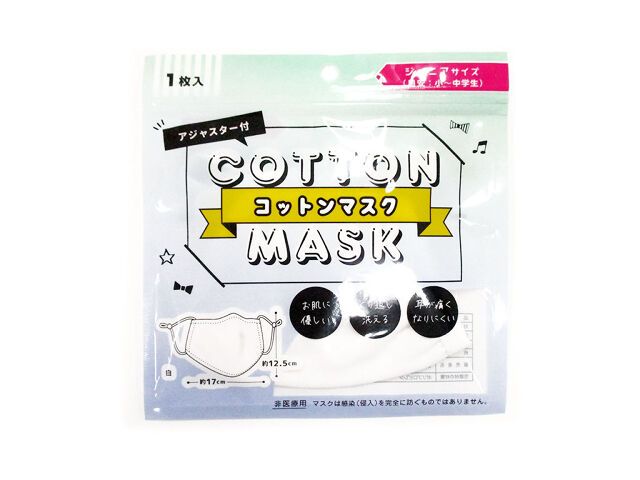 1枚入
サイズ
小〜中学生)
アジャスター付
COTTON
コットンマスク
MASK
お肌に
優しい
洗える
耳が痛く
なりにくい
約12.5cm
白
約17cm
非医療用 マスクは感染(侵入)を完全に防ぐものではありません。